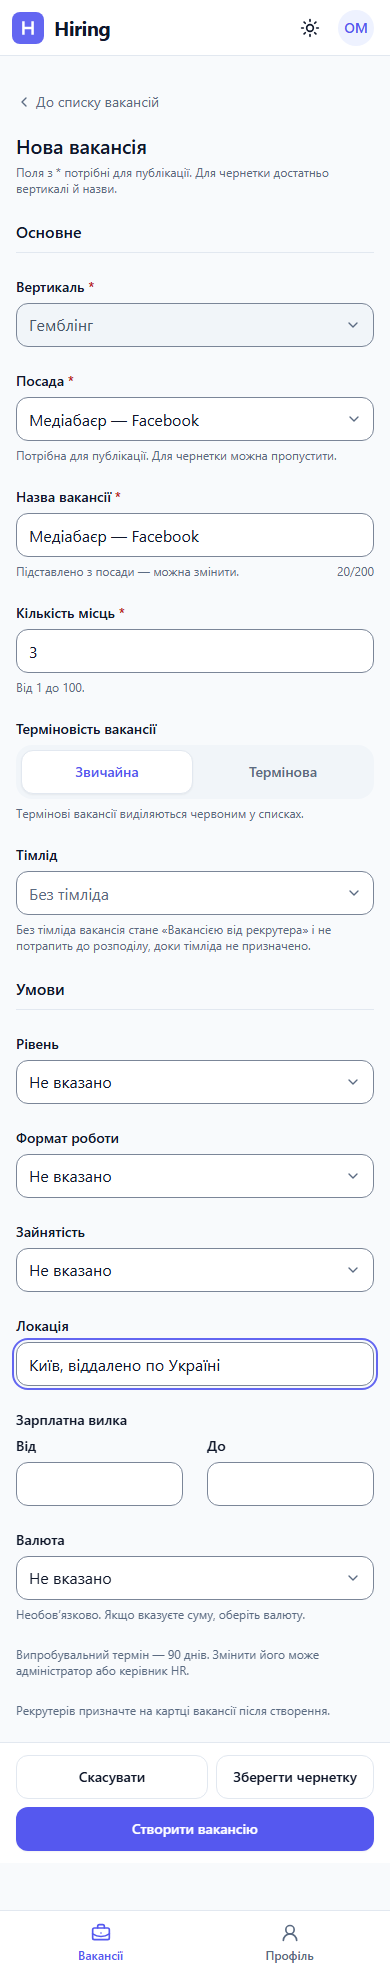 H Hiring OM
До списку вакансій
Нова вакансія
Поля з * потрібні для публікації. Для чернетки достатньо
вертикалі й назви.
Основне
Вертикаль *
Гемблінг
Посада *
Медіабаєр — Facebook
Потрібна для публікації. Для чернетки можна пропустити.
Назва вакансії *
Медіабаєр — Facebook
Підставлено з посади — можна змінити. 20/200
Кількість місць *
3
Від 1 до 100.
Терміновість вакансії
Звичайна Термінова
Термінові вакансії виділяються червоним у списках.
Тімлід
Без тімліда
Без тімліда вакансія стане «Вакансією від рекрутера» і не
потрапить до розподілу, доки тімліда не призначено.
Умови
Рівень
Не вказано
Формат роботи
Не вказано
Зайнятість
Не вказано
Локація
Київ, віддалено по Україні
Зарплатна вилка
Від До
Валюта
Не вказано
Необов'язково. Якщо вказуєте суму, оберіть валюту.
Випробувальний термін — 90 днів. Змінити його може
адміністратор або керівник HR.
Рекрутерів призначте на картці вакансії після створення.
Скасувати Зберегти чернетку
Створити вакансію
Вакансії Профіль